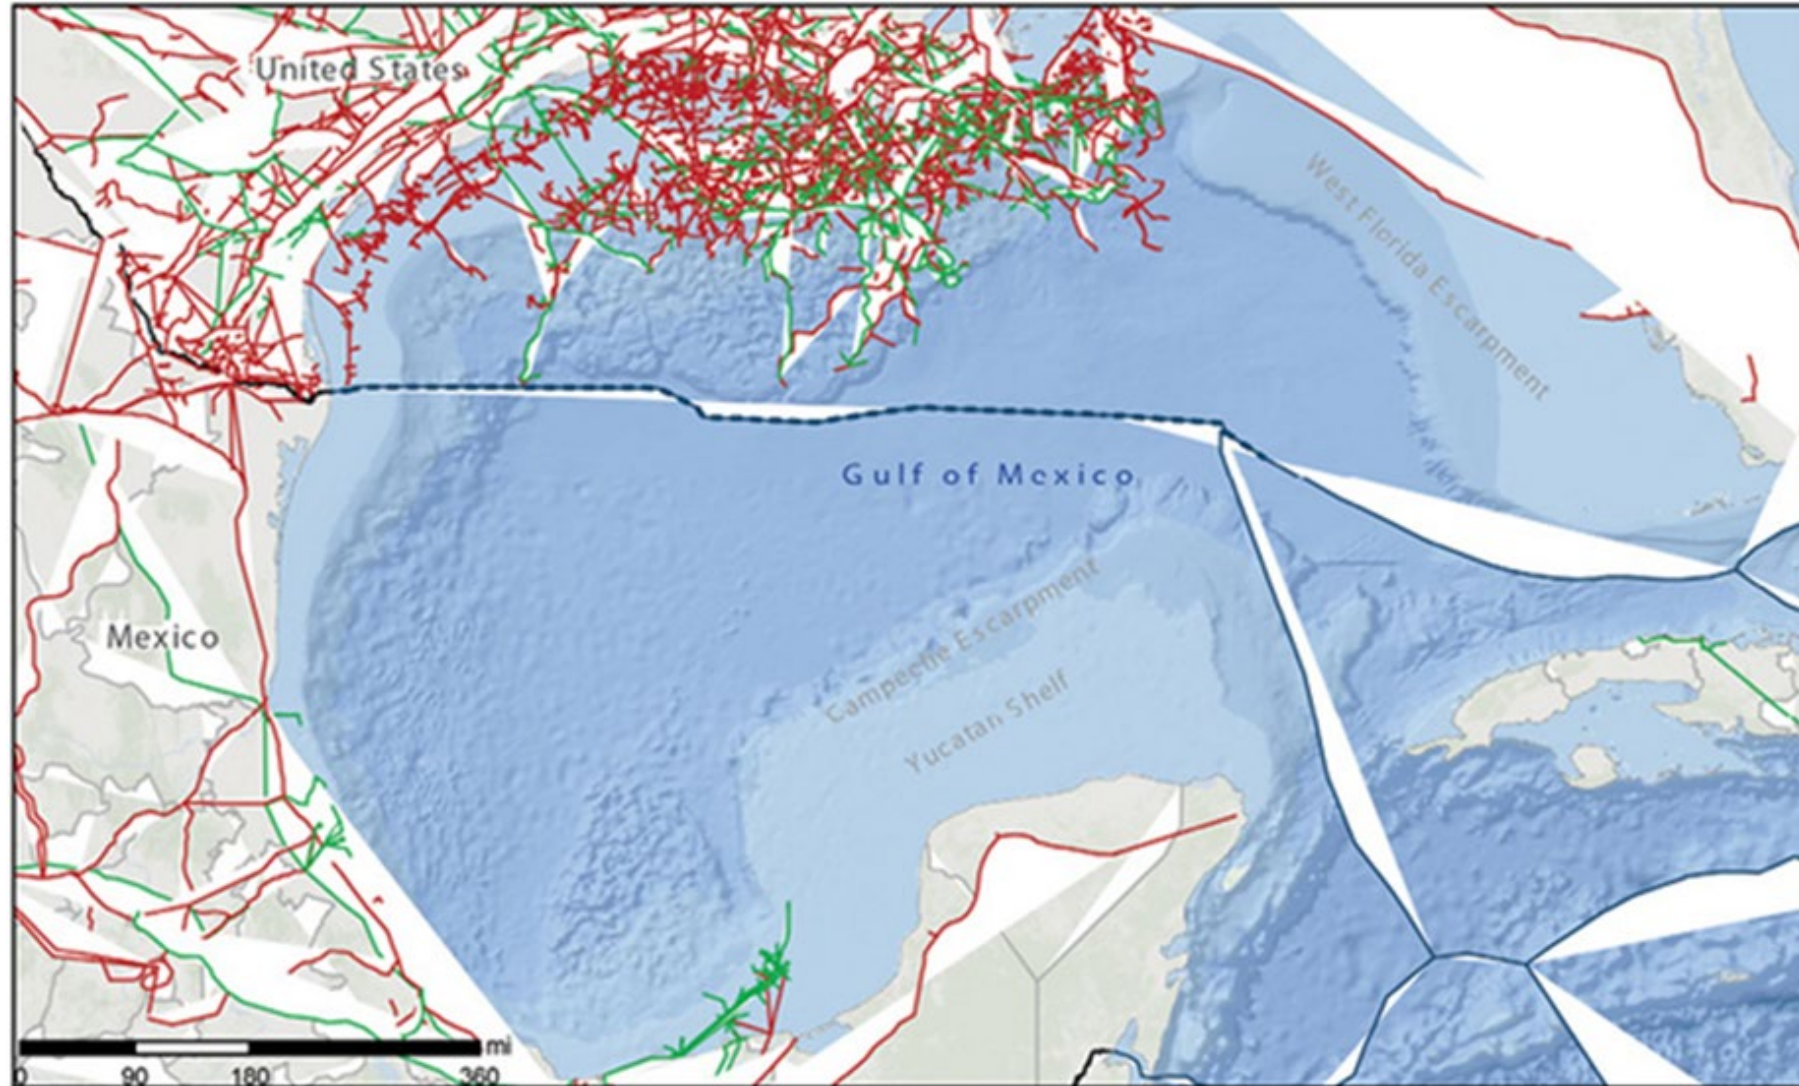 United States
West Florida Escarpment
Gulf of Mexico
Campeche Escarpment
Mexico
Yucatan Shelf
mi
0 90 180 360